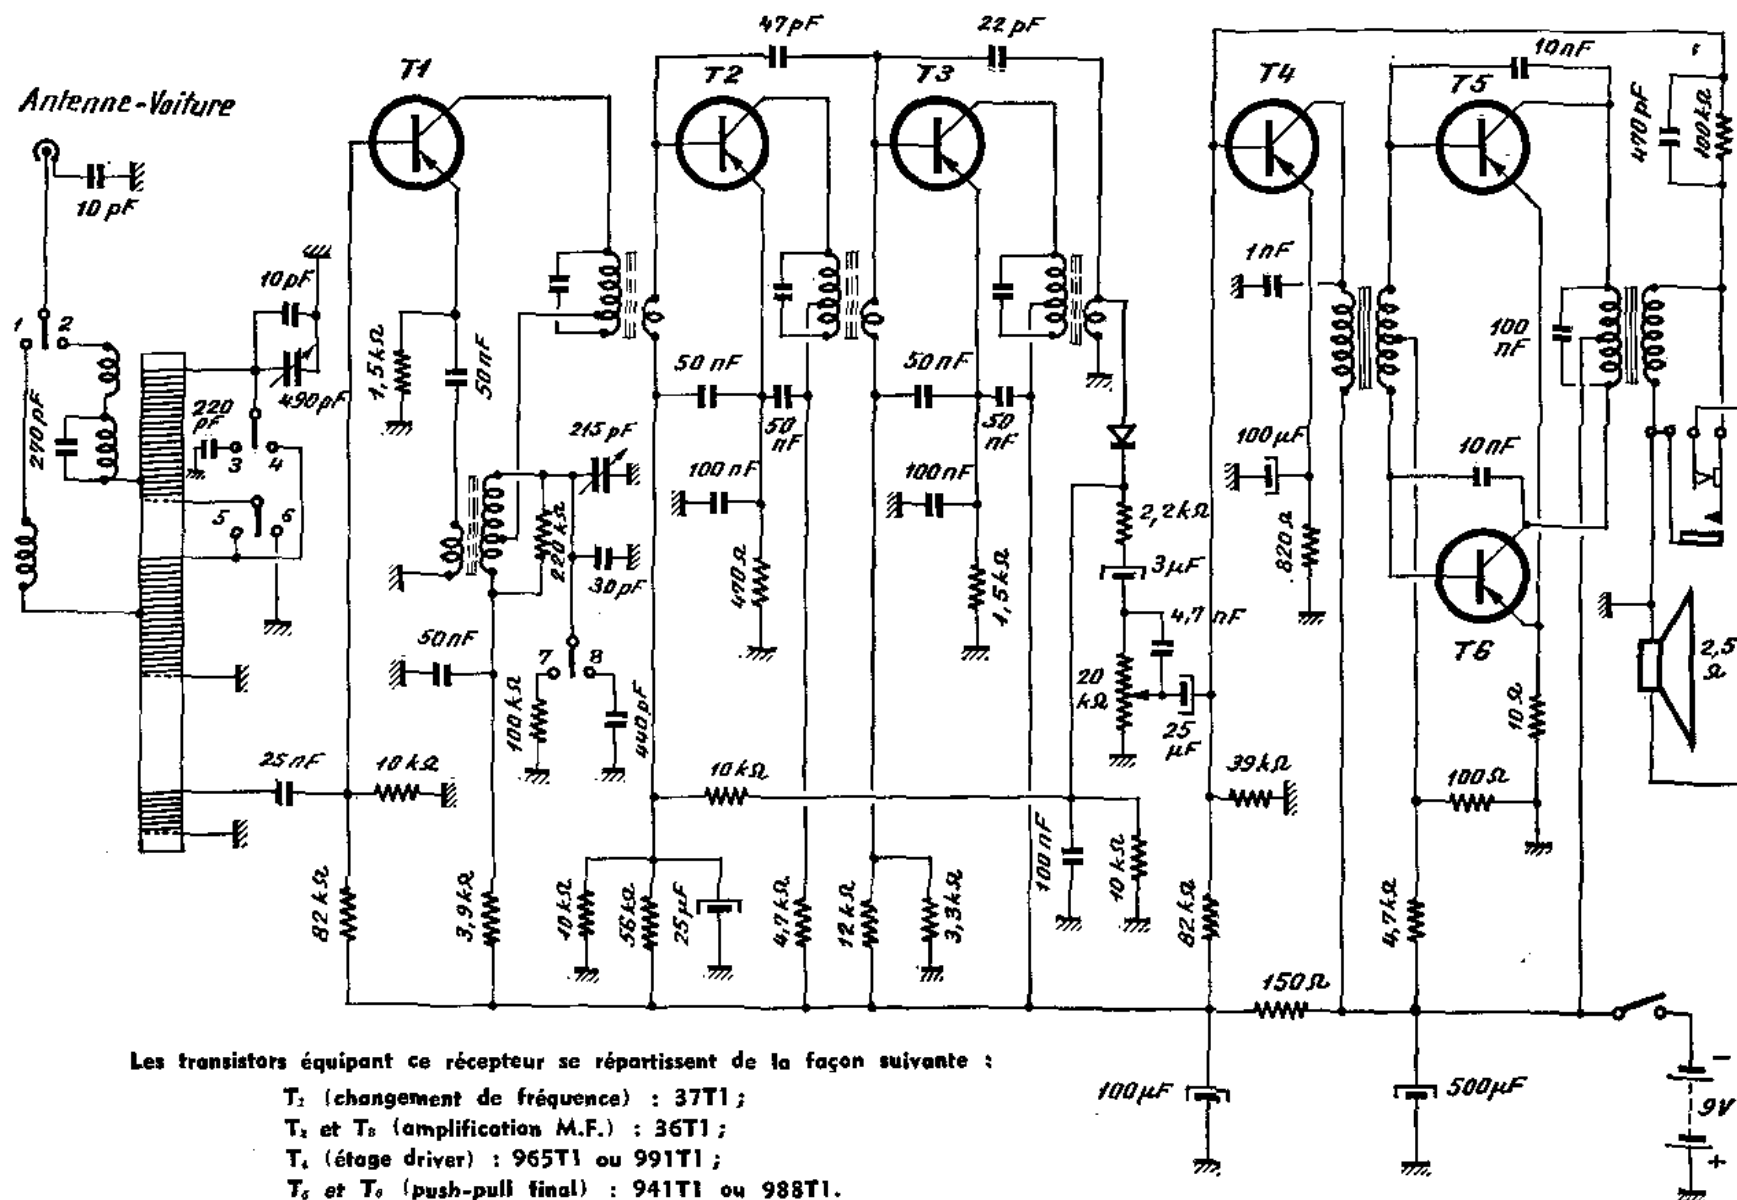 Antenne-Voiture
10 pF
1
2
270 pF
10 pF
490 pF
220 pF
3
4
5
6
25 nF
10 kΩ
82 kΩ
T1
1,5 kΩ
50 nF
50 nF
3,9 kΩ
220 kΩ
215 pF
30 pF
7
8
100 kΩ
440 pF
47 pF
T2
50 nF
50 nF
100 nF
470 Ω
10 kΩ
10 kΩ
56 kΩ
25 µF
4,7 kΩ
22 pF
T3
50 nF
50 nF
100 nF
1,5 kΩ
12 kΩ
3,3 kΩ
2,2 kΩ
3 µF
4,7 nF
20 kΩ
25 µF
100 nF
10 kΩ
T4
1 nF
100 µF
820 Ω
39 kΩ
82 kΩ
150 Ω
100 µF
10 nF
T5
470 pF
100 kΩ
100 nF
10 nF
T6
10 Ω
100 Ω
4,7 kΩ
500 µF
2,5 Ω
−
9V
+
Les transistors équipant ce récepteur se répartissent de la façon suivante :
T1 (changement de fréquence) : 37T1 ;
T2 et T3 (amplification M.F.) : 36T1 ;
T4 (étage driver) : 965T1 ou 991T1 ;
T5 et T6 (push-pull final) : 941T1 ou 988T1.